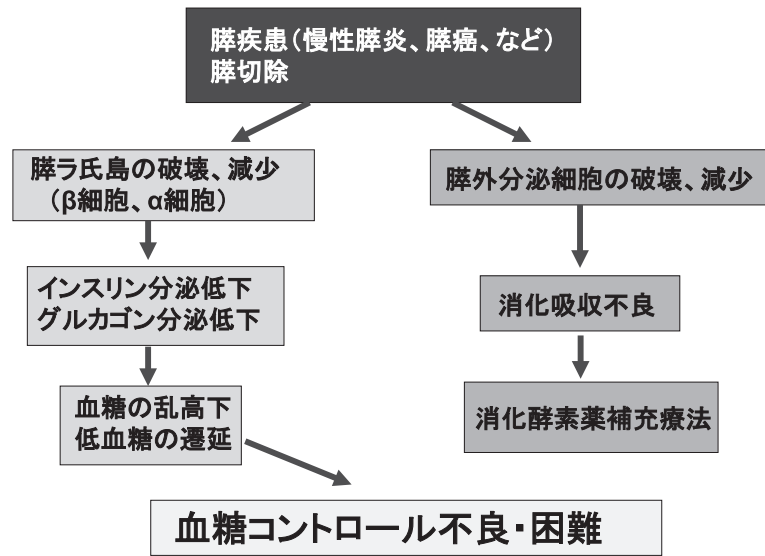 膵疾患（慢性膵炎、膵癌、など）
膵切除
膵ラ氏島の破壊、減少
（β細胞、α細胞）
インスリン分泌低下
グルカゴン分泌低下
血糖の乱高下
低血糖の遷延
膵外分泌細胞の破壊、減少
消化吸収不良
消化酵素薬補充療法
血糖コントロール不良・困難